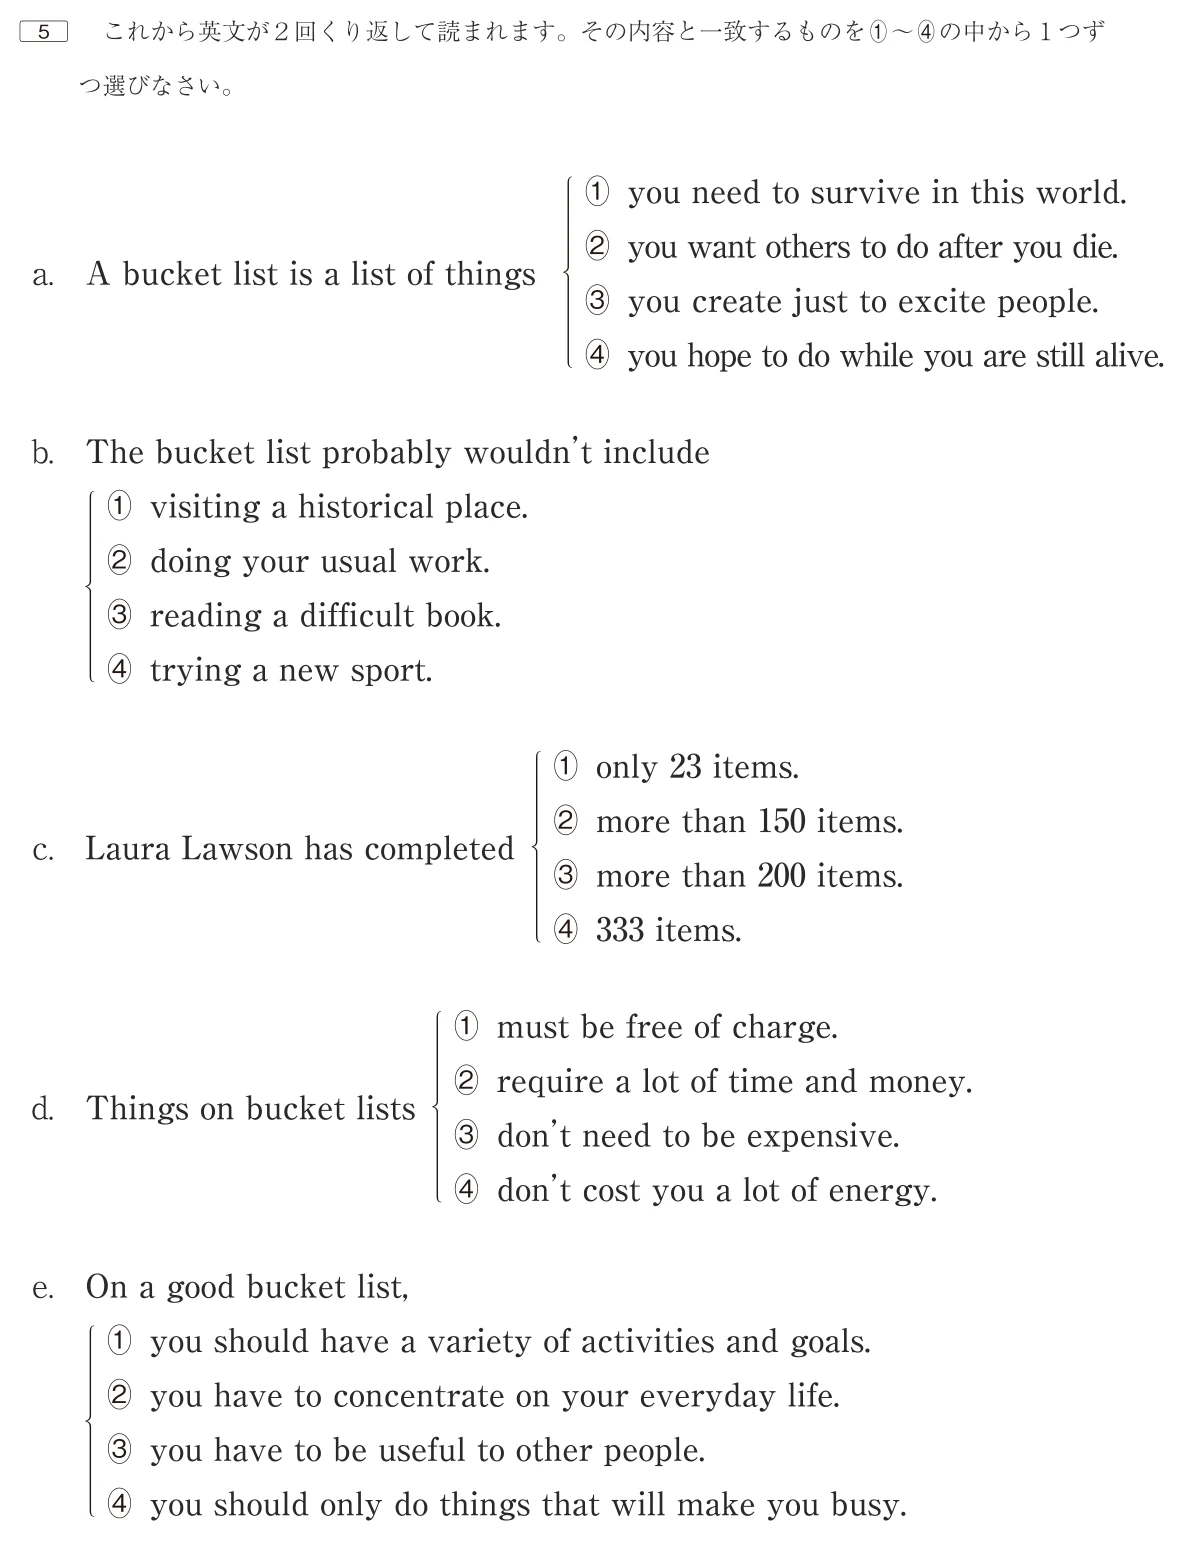 5 これから英文が２回くり返して読まれます。その内容と一致するものを①～④の中から１つず
つ選びなさい。
a. A bucket list is a list of things
① you need to survive in this world.
② you want others to do after you die.
③ you create just to excite people.
④ you hope to do while you are still alive.
b. The bucket list probably wouldn't include
① visiting a historical place.
② doing your usual work.
③ reading a difficult book.
④ trying a new sport.
c. Laura Lawson has completed
① only 23 items.
② more than 150 items.
③ more than 200 items.
④ 333 items.
d. Things on bucket lists
① must be free of charge.
② require a lot of time and money.
③ don't need to be expensive.
④ don't cost you a lot of energy.
e. On a good bucket list,
① you should have a variety of activities and goals.
② you have to concentrate on your everyday life.
③ you have to be useful to other people.
④ you should only do things that will make you busy.